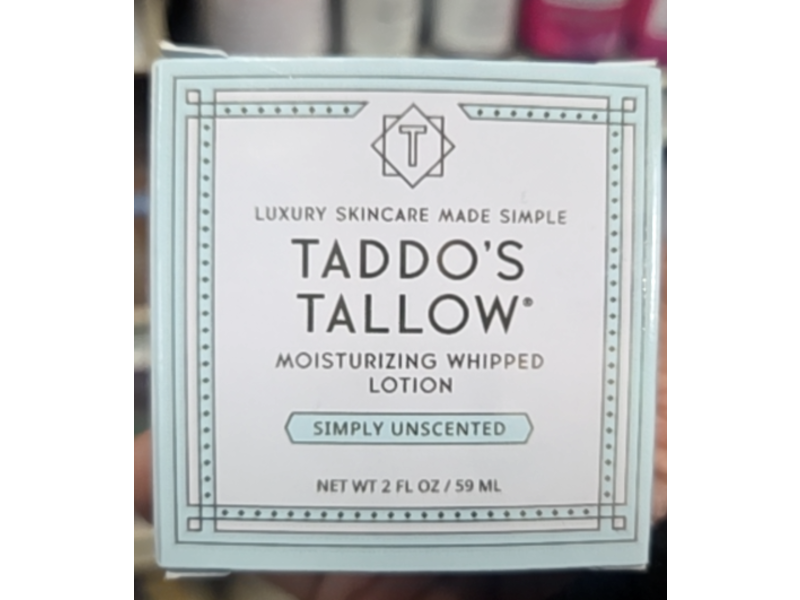 T
LUXURY SKINCARE MADE SIMPLE
TADDO'S
TALLOW®
MOISTURIZING WHIPPED
LOTION
SIMPLY UNSCENTED
NET WT 2 FL OZ / 59 ML